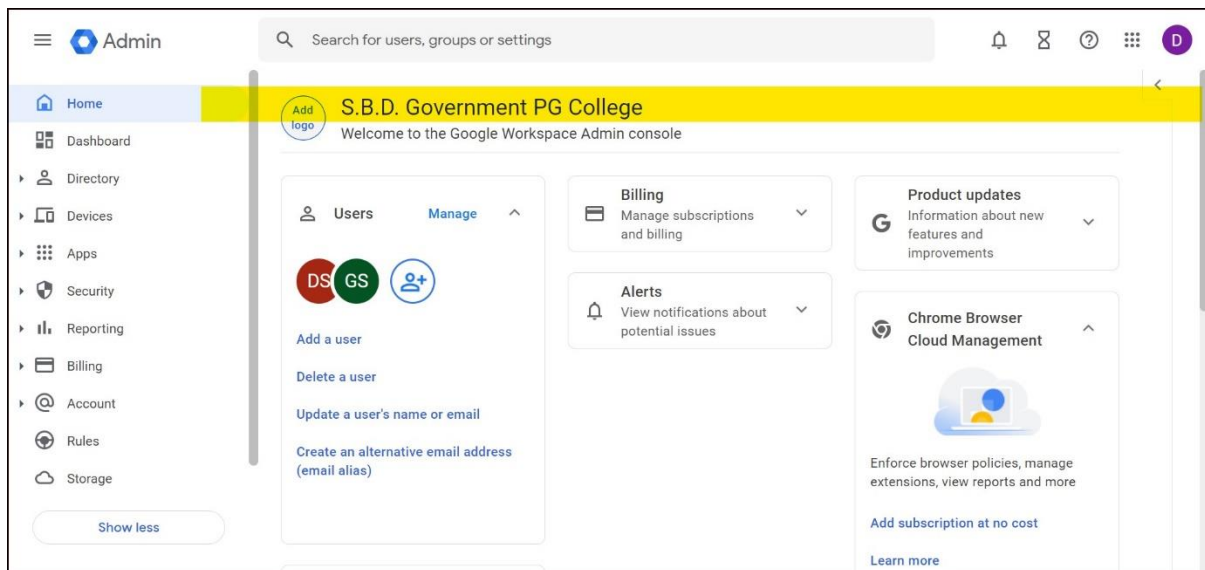 Admin
Search for users, groups or settings
D
Home
Dashboard
Directory
Devices
Apps
Security
Reporting
Billing
Account
Rules
Storage
Show less
Add
logo
S.B.D. Government PG College
Welcome to the Google Workspace Admin console
Users
Manage
DS
GS
Add a user
Delete a user
Update a user's name or email
Create an alternative email address
(email alias)
Billing
Manage subscriptions
and billing
Alerts
View notifications about
potential issues
G
Product updates
Information about new
features and
improvements
Chrome Browser
Cloud Management
Enforce browser policies, manage
extensions, view reports and more
Add subscription at no cost
Learn more